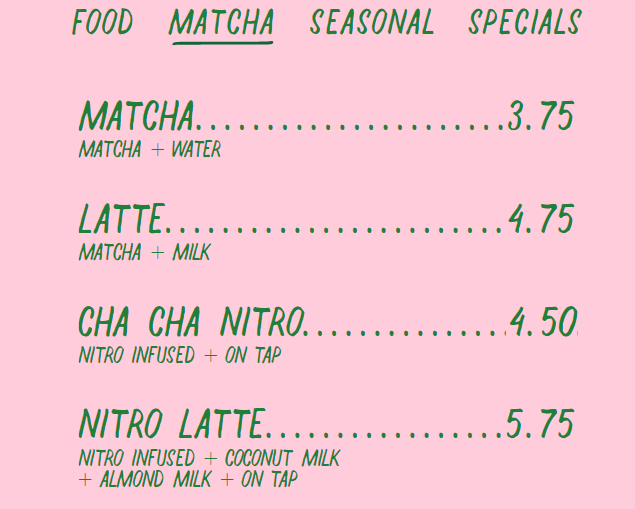 FOOD MATCHA SEASONAL SPECIALS
MATCHA......................3.75
MATCHA + WATER
LATTE........................4.75
MATCHA + MILK
CHA CHA NITRO...............4.50
NITRO INFUSED + ON TAP
NITRO LATTE.................5.75
NITRO INFUSED + COCONUT MILK
+ ALMOND MILK + ON TAP